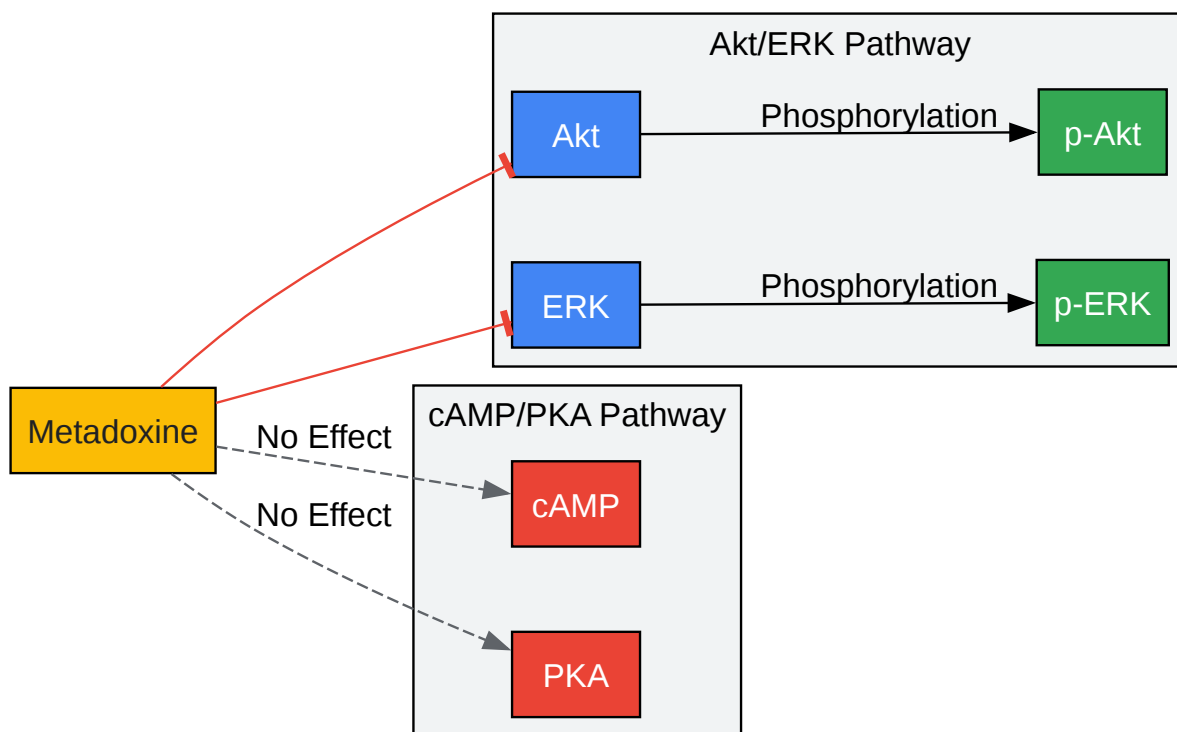 Akt/ERK Pathway
Akt
Phosphorylation
p-Akt
ERK
Phosphorylation
p-ERK
Metadoxine
cAMP/PKA Pathway
No Effect
cAMP
No Effect
PKA